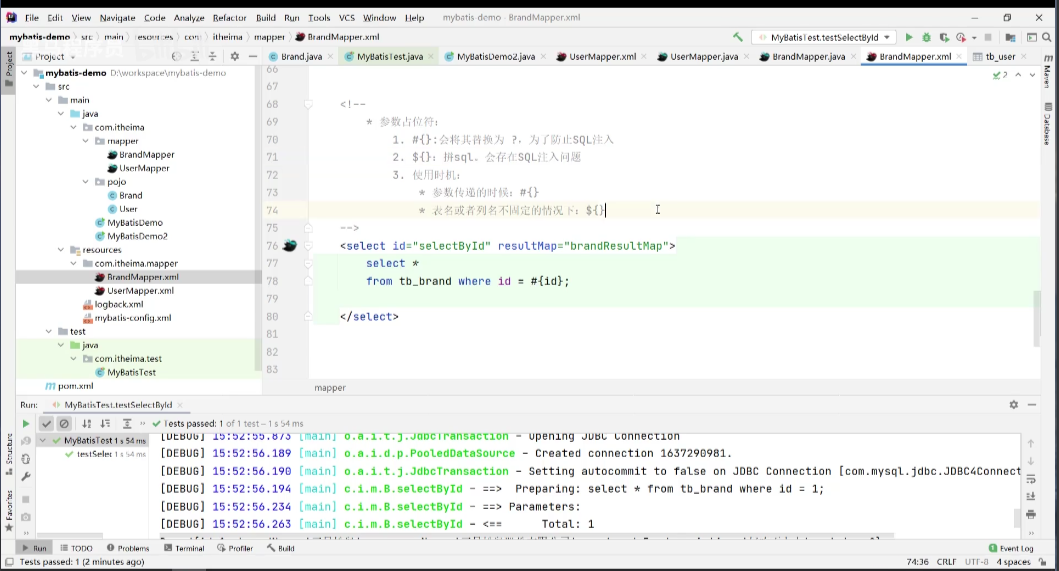 File Edit View Navigate Code Analyze Refactor Build Run Tools VCS Window Help mybatis-demo - BrandMapper.xml
mybatis-demo src main resources com itheima mapper BrandMapper.xml MyBatisTest.testSelectById
Project Brand.java MyBatisTest.java MyBatisDemo2.java UserMapper.xml UserMapper.java BrandMapper.java BrandMapper.xml tb_user
mybatis-demo D:\workspace\mybatis-demo
src
main
java
com.itheima
mapper
BrandMapper
UserMapper
pojo
Brand
User
MyBatisDemo
MyBatisDemo2
resources
com.itheima.mapper
BrandMapper.xml
UserMapper.xml
logback.xml
mybatis-config.xml
test
java
com.itheima.test
MyBatisTest
pom.xml
Project
Structure
Favorites
Maven
Database
2
66
67
68 <!--
69 * 参数占位符:
70 1. #{}:会将其替换为 ?, 为了防止SQL注入
71 2. ${}: 拼sql。会存在SQL注入问题
72 3. 使用时机:
73 * 参数传递的时候: #{}
74 * 表名或者列名不固定的情况下: ${}
75 -->
76 <select id="selectById" resultMap="brandResultMap">
77 select *
78 from tb_brand where id = #{id};
79
80 </select>
81
82
83
mapper
Run: MyBatisTest.testSelectById
Tests passed: 1 of 1 test – 1 s 54 ms
MyBatisTest 1 s 54 ms
testSelec 1 s 54 ms
[DEBUG] 15:52:55.873 [main] o.a.i.t.j.JdbcTransaction - Opening JDBC Connection
[DEBUG] 15:52:56.189 [main] o.a.i.d.p.PooledDataSource - Created connection 1637290981.
[DEBUG] 15:52:56.190 [main] o.a.i.t.j.JdbcTransaction - Setting autocommit to false on JDBC Connection [com.mysql.jdbc.JDBC4Connect
[DEBUG] 15:52:56.194 [main] c.i.m.B.selectById - ==> Preparing: select * from tb_brand where id = 1;
[DEBUG] 15:52:56.234 [main] c.i.m.B.selectById - ==> Parameters:
[DEBUG] 15:52:56.263 [main] c.i.m.B.selectById - <== Total: 1
Run TODO Problems Terminal Profiler Build Event Log
Tests passed: 1 (2 minutes ago) 74:36 CRLF UTF-8 4 spaces